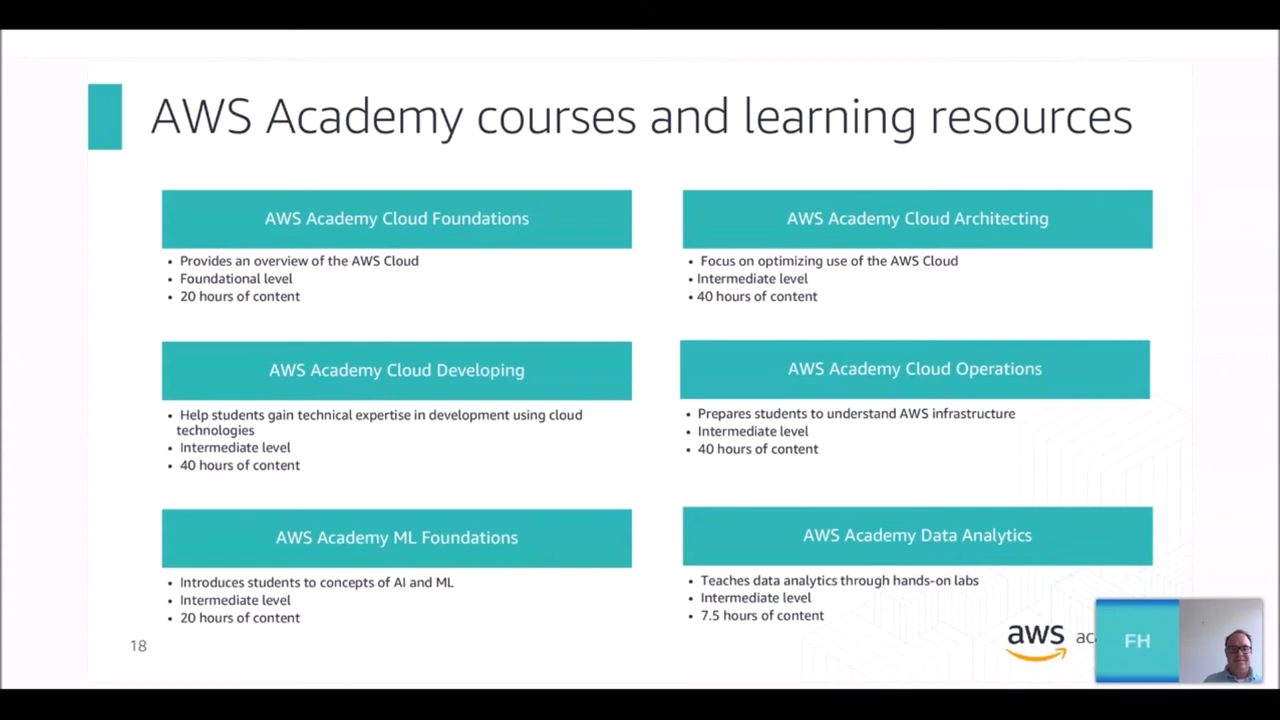 AWS Academy courses and learning resources
AWS Academy Cloud Foundations
• Provides an overview of the AWS Cloud
• Foundational level
• 20 hours of content
AWS Academy Cloud Architecting
• Focus on optimizing use of the AWS Cloud
• Intermediate level
• 40 hours of content
AWS Academy Cloud Developing
• Help students gain technical expertise in development using cloud
technologies
• Intermediate level
• 40 hours of content
AWS Academy Cloud Operations
• Prepares students to understand AWS infrastructure
• Intermediate level
• 40 hours of content
AWS Academy ML Foundations
• Introduces students to concepts of AI and ML
• Intermediate level
• 20 hours of content
AWS Academy Data Analytics
• Teaches data analytics through hands-on labs
• Intermediate level
• 7.5 hours of content
18
aws
FH